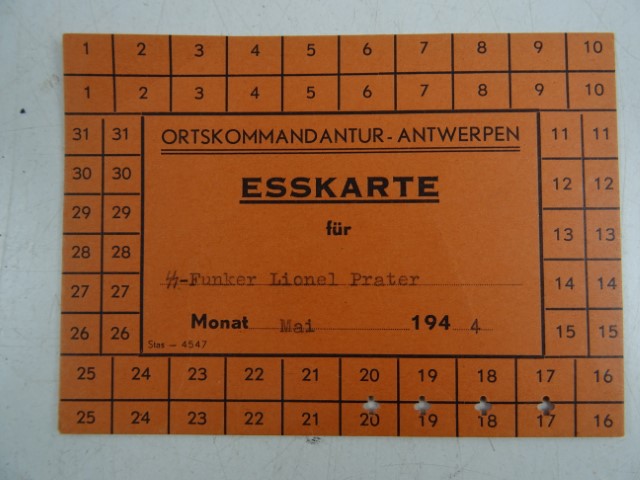 1 2 3 4 5 6 7 8 9 10
1 2 3 4 5 6 7 8 9 10
31 31 ORTSKOMMANDANTUR - ANTWERPEN 11 11
30 30 ESSKARTE 12 12
29 29 für 13 13
28 28
27 27 ᛋᛋ-Funker Lionel Prater 14 14
26 26 Monat Mai 194 4 15 15
Stas — 4547
25 24 23 22 21 20 19 18 17 16
25 24 23 22 21 20 19 18 17 16